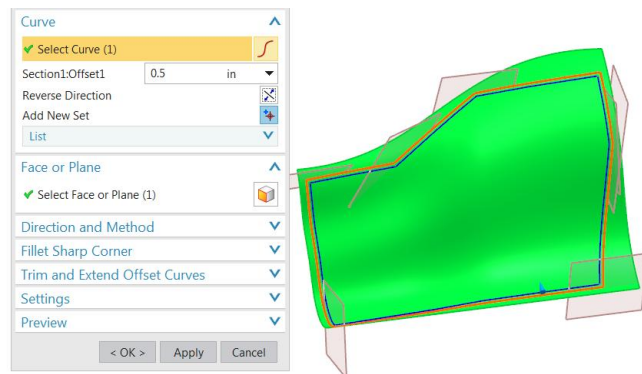 Curve
Select Curve (1)
Section1:Offset1 0.5 in
Reverse Direction
Add New Set
List
Face or Plane
Select Face or Plane (1)
Direction and Method
Fillet Sharp Corner
Trim and Extend Offset Curves
Settings
Preview
< OK > Apply Cancel